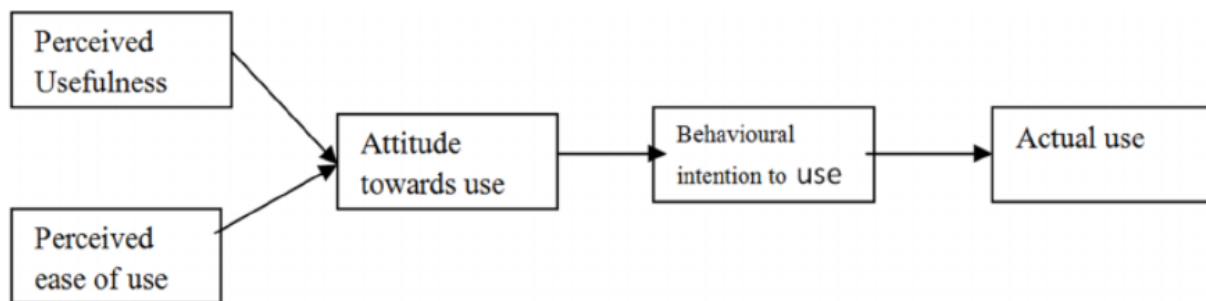 Perceived
Usefulness
Attitude
towards use
Behavioural
intention to use
Actual use
Perceived
ease of use